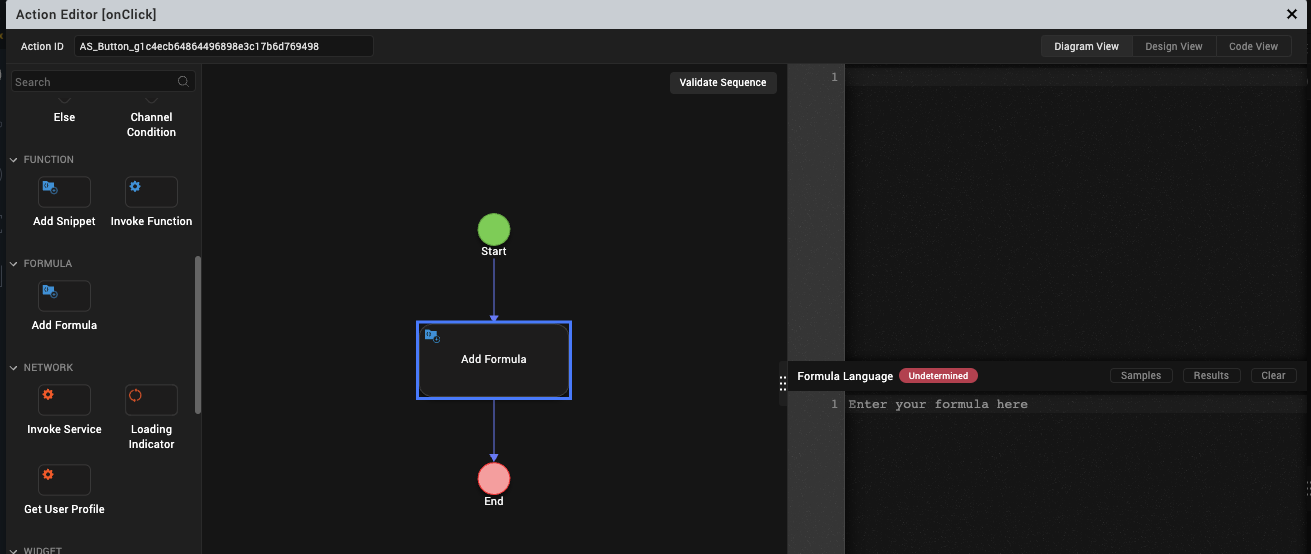 Action Editor [onClick]
Action ID
AS_Button_g1c4ecb64864496898e3c17b6d769498
Diagram View
Design View
Code View
Search
Else
Channel
Condition
FUNCTION
Add Snippet
Invoke Function
FORMULA
Add Formula
NETWORK
Invoke Service
Loading
Indicator
Get User Profile
WIDGET
Validate Sequence
Start
Add Formula
End
1
Formula Language
Undetermined
Samples
Results
Clear
1
Enter your formula here